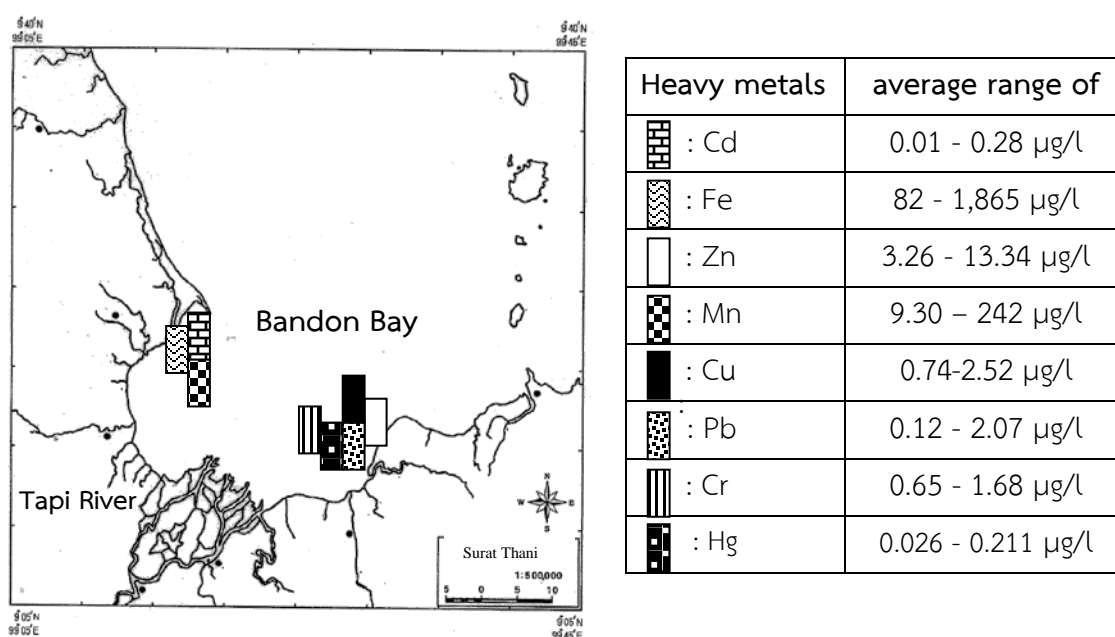 9°40'N
99°05'E
9°40'N
99°45'E
Bandon Bay
Tapi River
N
W
E
S
Surat Thani
1:500,000
5 0 5 10
9°05'N
99°05'E
9°05'N
99°45'E
Heavy metals average range of
: Cd 0.01 - 0.28 µg/l
: Fe 82 - 1,865 µg/l
: Zn 3.26 - 13.34 µg/l
: Mn 9.30 – 242 µg/l
: Cu 0.74-2.52 µg/l
: Pb 0.12 - 2.07 µg/l
: Cr 0.65 - 1.68 µg/l
: Hg 0.026 - 0.211 µg/l